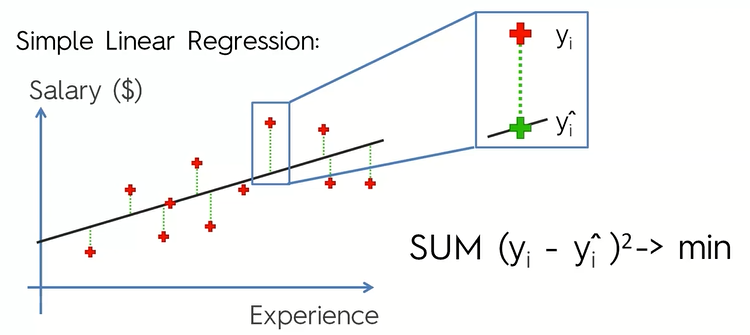 Simple Linear Regression:
Salary ($)
yᵢ
ŷᵢ
SUM (yᵢ - ŷᵢ )²-> min
Experience